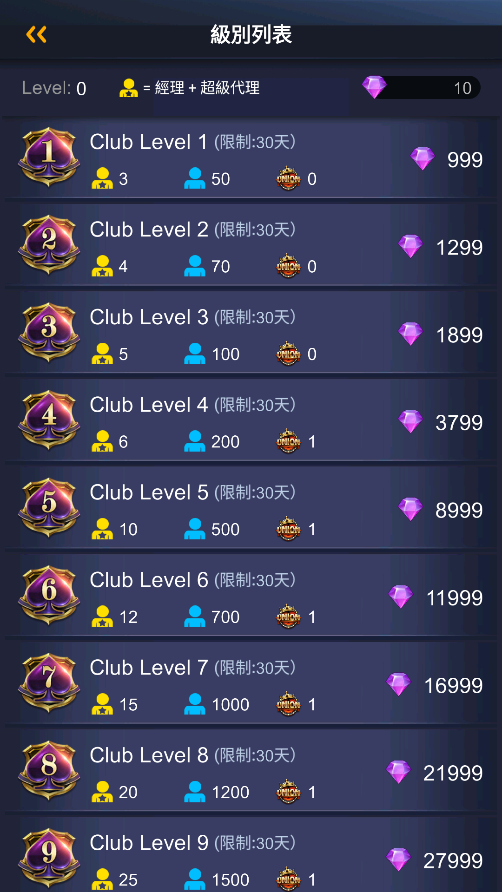 級別列表
Level: 0 = 經理 + 超級代理 10
1 Club Level 1 (限制:30天) 999
3 50 UNION 0
2 Club Level 2 (限制:30天) 1299
4 70 UNION 0
3 Club Level 3 (限制:30天) 1899
5 100 UNION 0
4 Club Level 4 (限制:30天) 3799
6 200 UNION 1
5 Club Level 5 (限制:30天) 8999
10 500 UNION 1
6 Club Level 6 (限制:30天) 11999
12 700 UNION 1
7 Club Level 7 (限制:30天) 16999
15 1000 UNION 1
8 Club Level 8 (限制:30天) 21999
20 1200 UNION 1
9 Club Level 9 (限制:30天) 27999
25 1500 UNION 1